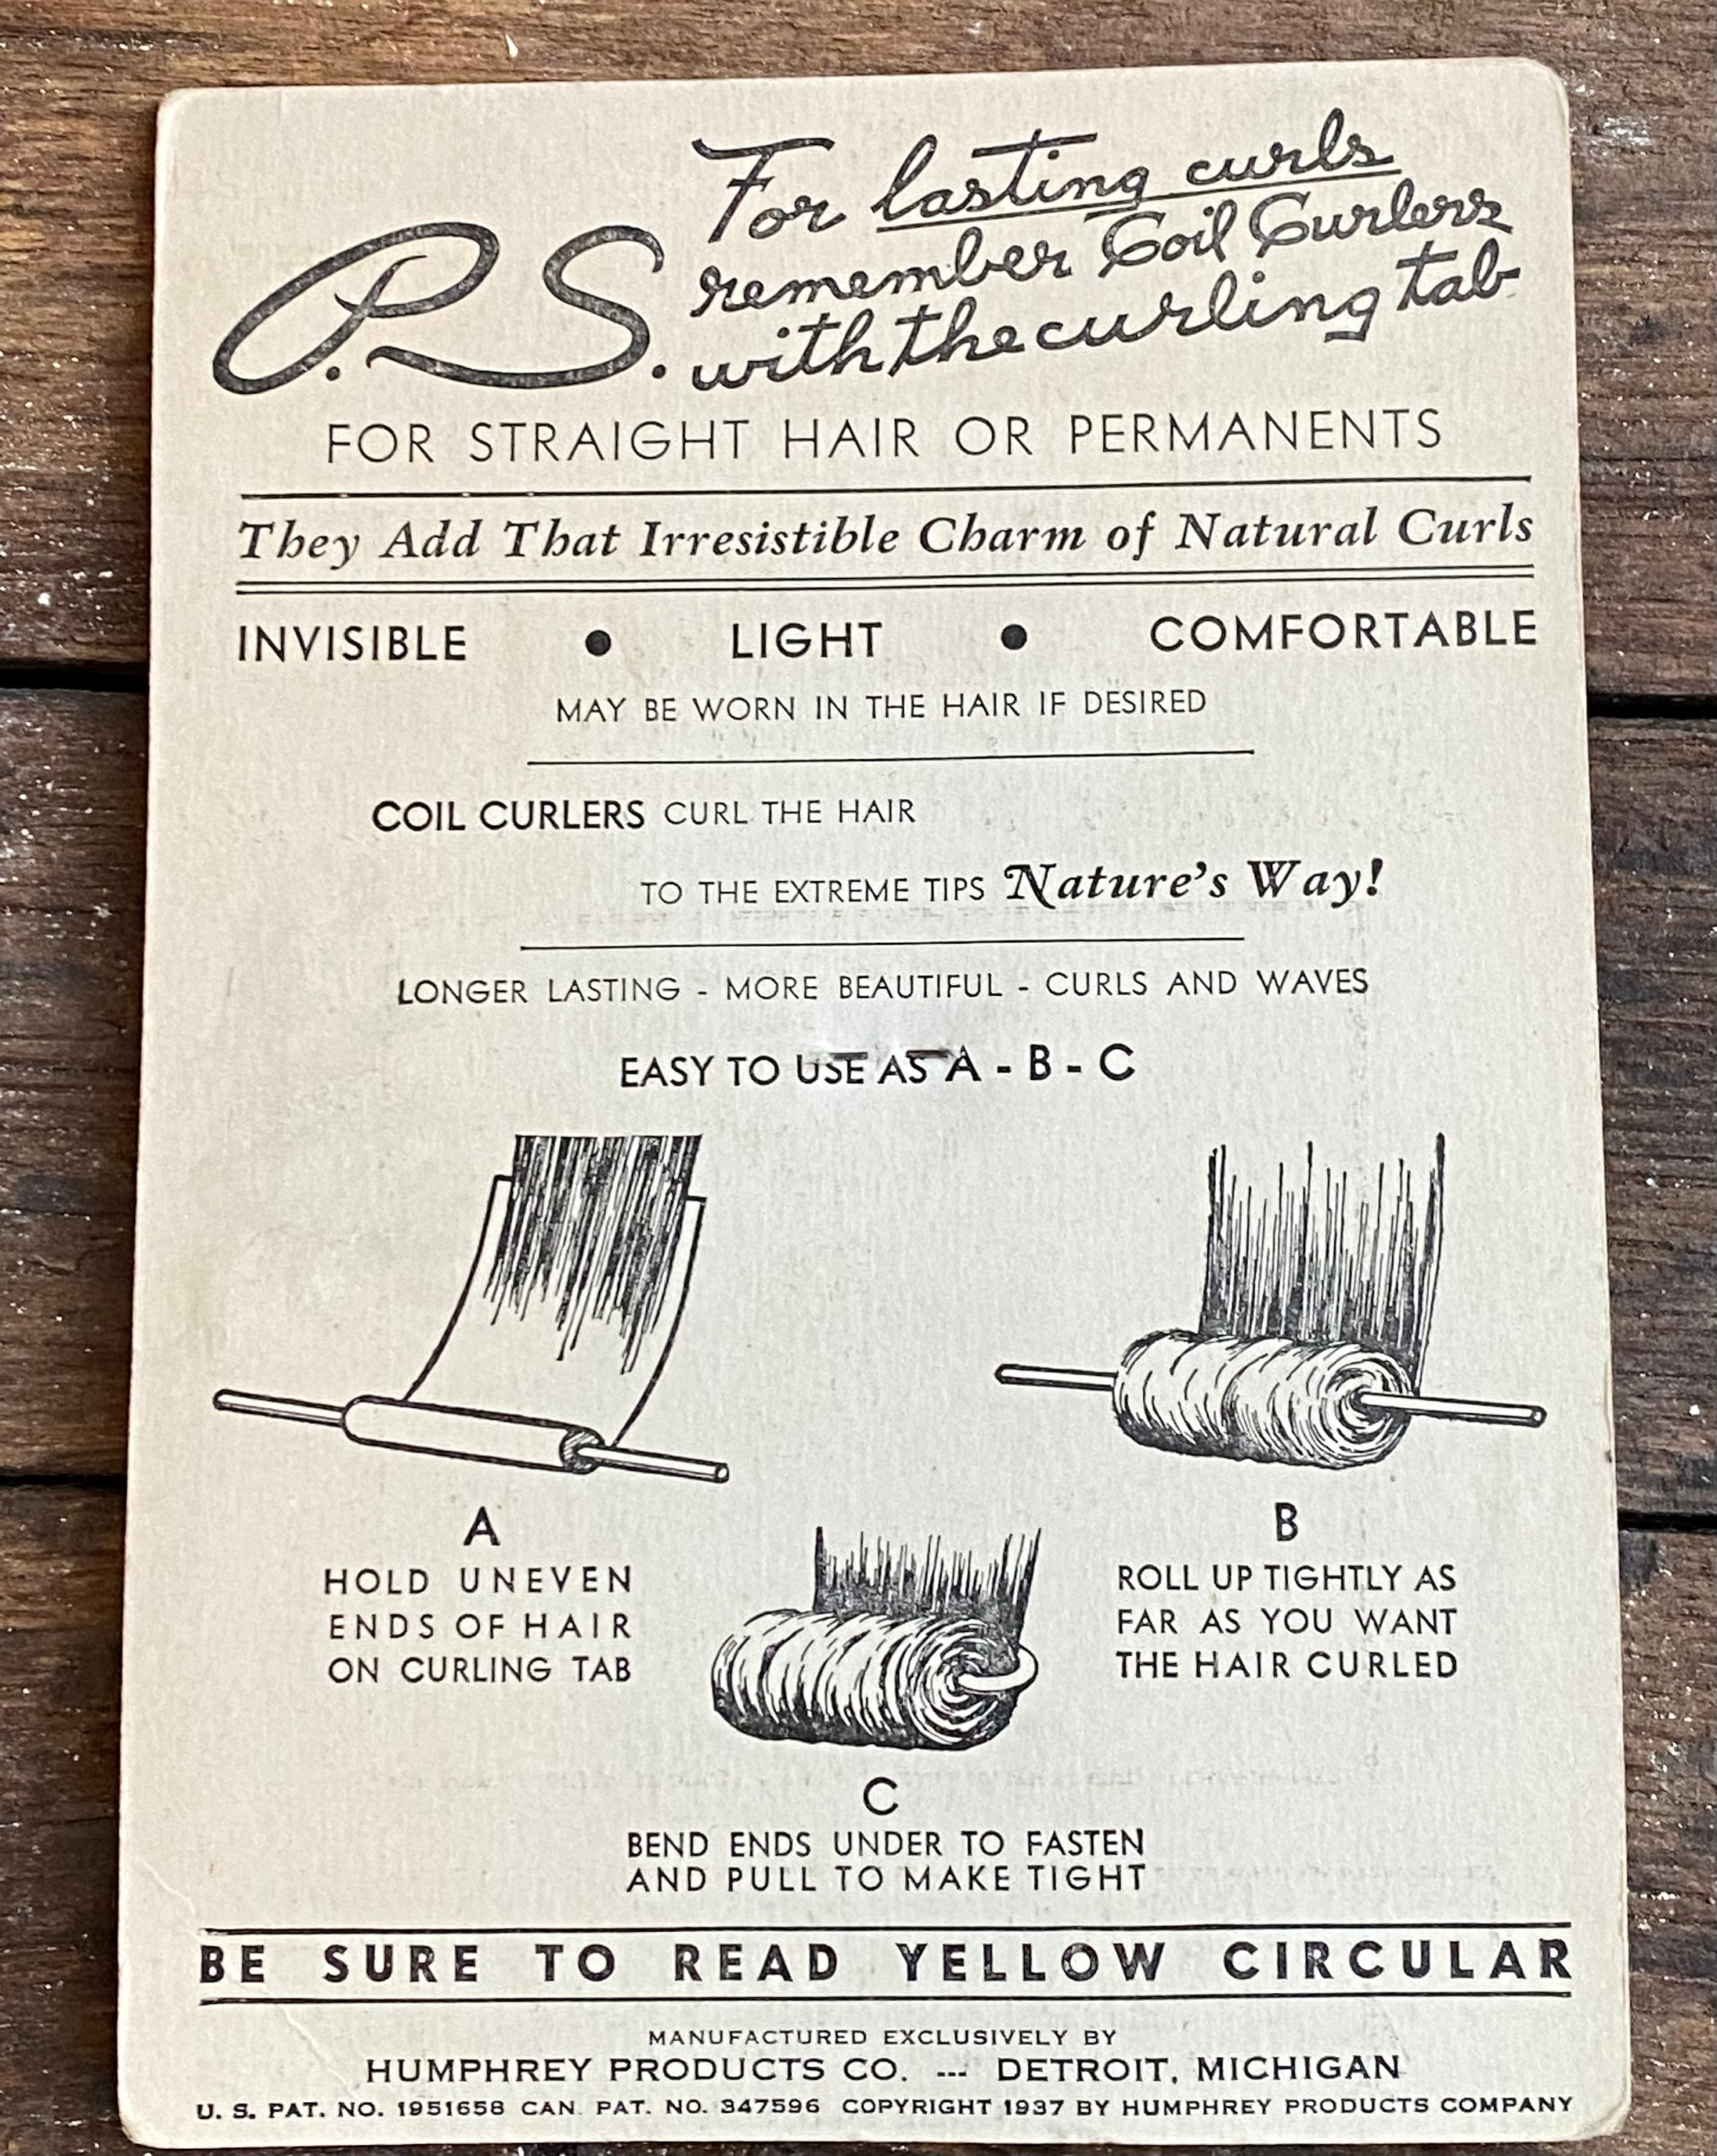 P.S. For lasting curls
remember Coil Curlers
with the curling tab
FOR STRAIGHT HAIR OR PERMANENTS
They Add That Irresistible Charm of Natural Curls
INVISIBLE ● LIGHT ● COMFORTABLE
MAY BE WORN IN THE HAIR IF DESIRED
COIL CURLERS CURL THE HAIR
TO THE EXTREME TIPS Nature's Way!
LONGER LASTING - MORE BEAUTIFUL - CURLS AND WAVES
EASY TO USE AS A - B - C
A
HOLD UNEVEN
ENDS OF HAIR
ON CURLING TAB
B
ROLL UP TIGHTLY AS
FAR AS YOU WANT
THE HAIR CURLED
C
BEND ENDS UNDER TO FASTEN
AND PULL TO MAKE TIGHT
BE SURE TO READ YELLOW CIRCULAR
MANUFACTURED EXCLUSIVELY BY
HUMPHREY PRODUCTS CO. --- DETROIT, MICHIGAN
U. S. PAT. NO. 1951658 CAN. PAT. NO. 347596 COPYRIGHT 1937 BY HUMPHREY PRODUCTS COMPANY